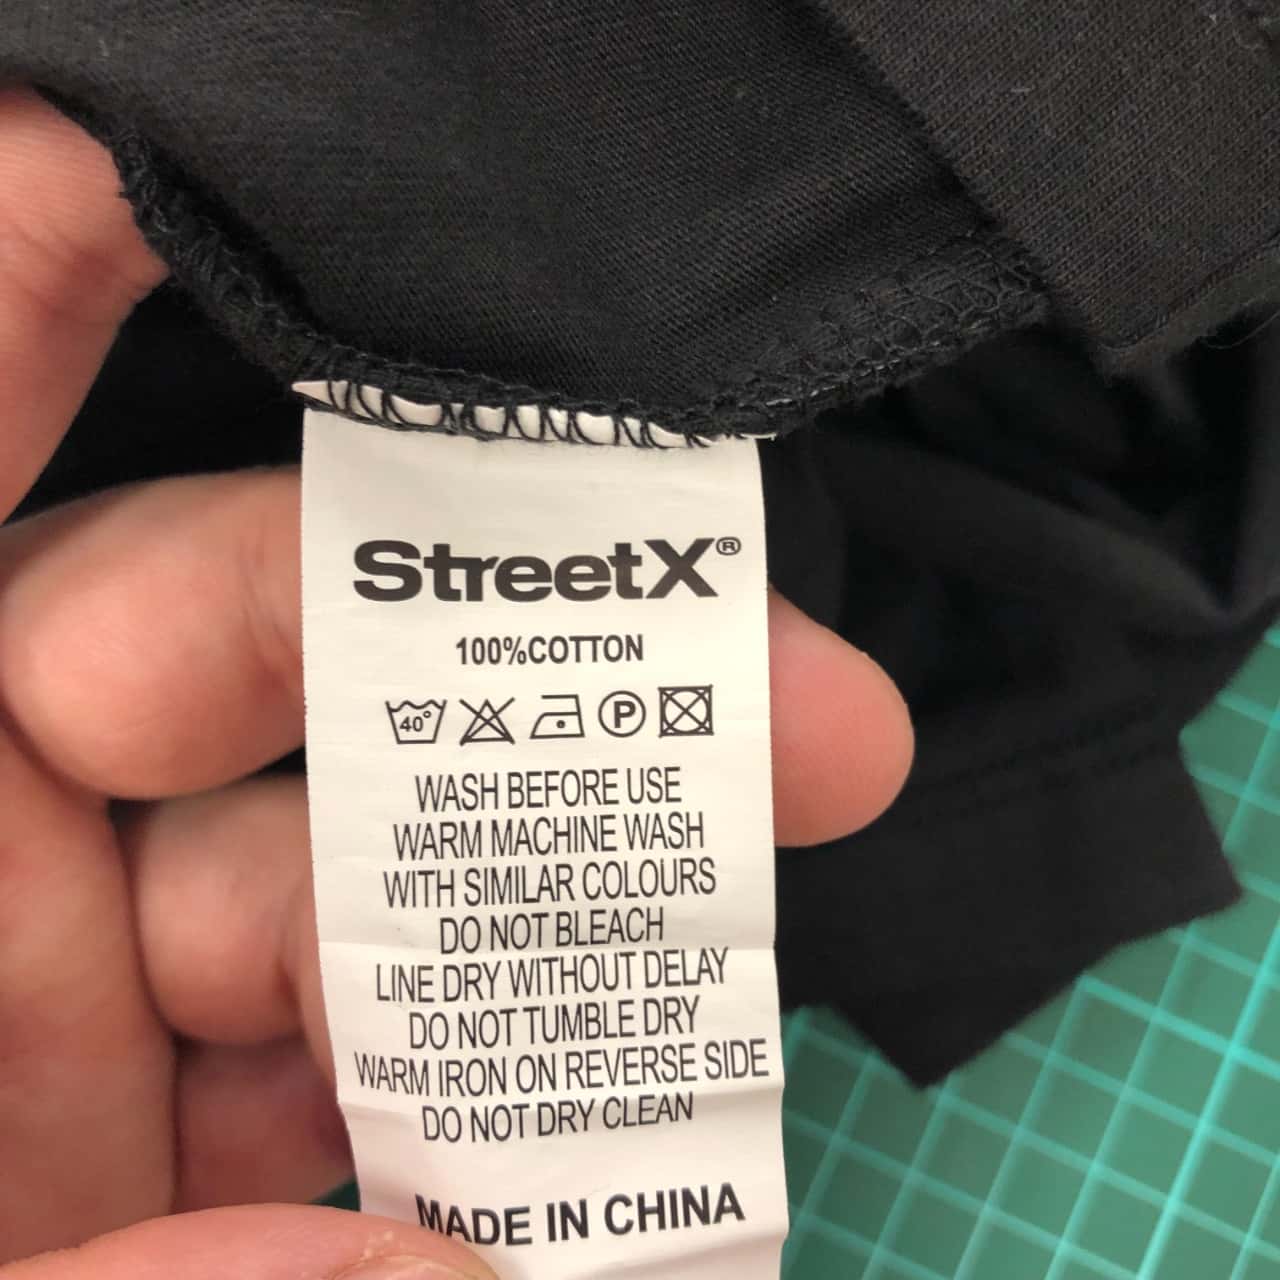 StreetX®
100%COTTON
40° P
WASH BEFORE USE
WARM MACHINE WASH
WITH SIMILAR COLOURS
DO NOT BLEACH
LINE DRY WITHOUT DELAY
DO NOT TUMBLE DRY
WARM IRON ON REVERSE SIDE
DO NOT DRY CLEAN
MADE IN CHINA